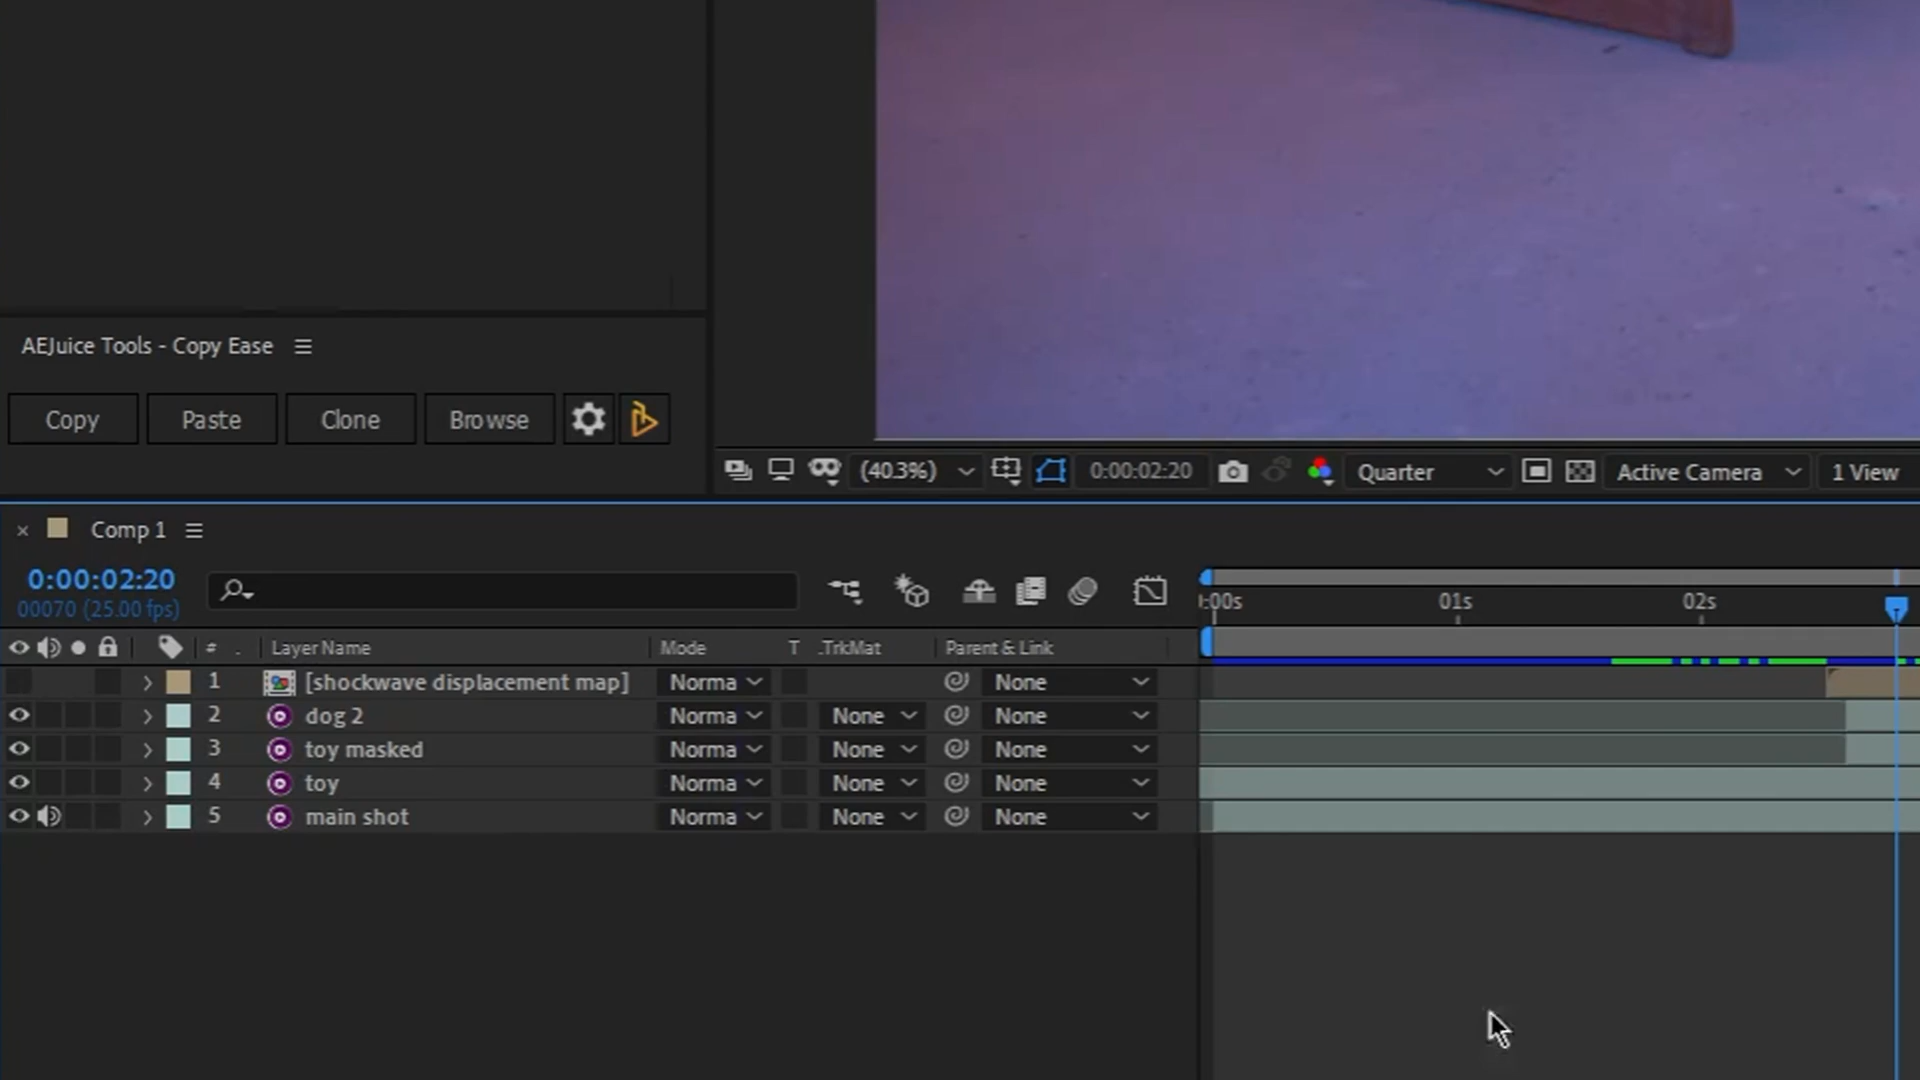 AEJuice Tools - Copy Ease
Copy Paste Clone Browse
(40.3%) 0:00:02:20 Quarter Active Camera 1 View
Comp 1
0:00:02:20
00070 (25.00 fps)
:00s 01s 02s
# Layer Name Mode T .TrkMat Parent & Link
1 [shockwave displacement map] Norma None
2 dog 2 Norma None None
3 toy masked Norma None None
4 toy Norma None None
5 main shot Norma None None